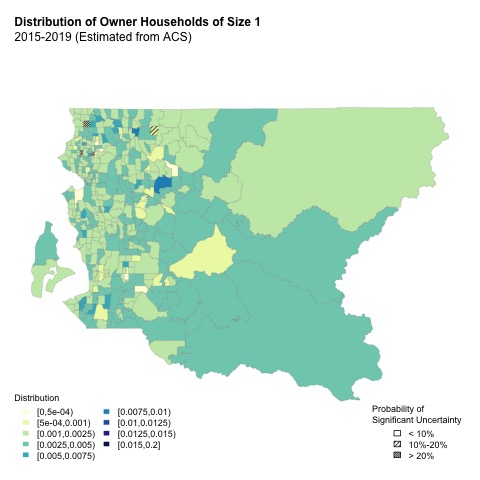 Distribution of Owner Households of Size 1
2015-2019 (Estimated from ACS)
Distribution
[0,5e-04)
[5e-04,0.001)
[0.001,0.0025)
[0.0025,0.005)
[0.005,0.0075)
[0.0075,0.01)
[0.01,0.0125)
[0.0125,0.015)
[0.015,0.2]
Probability of
Significant Uncertainty
< 10%
10%-20%
> 20%